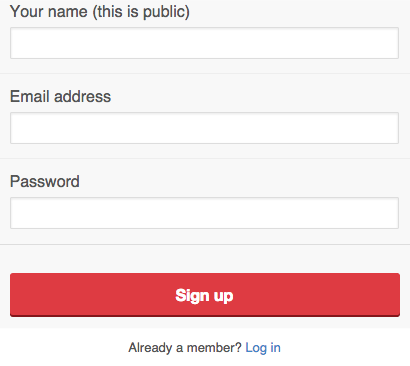 Your name (this is public)
Email address
Password
Sign up
Already a member? Log in